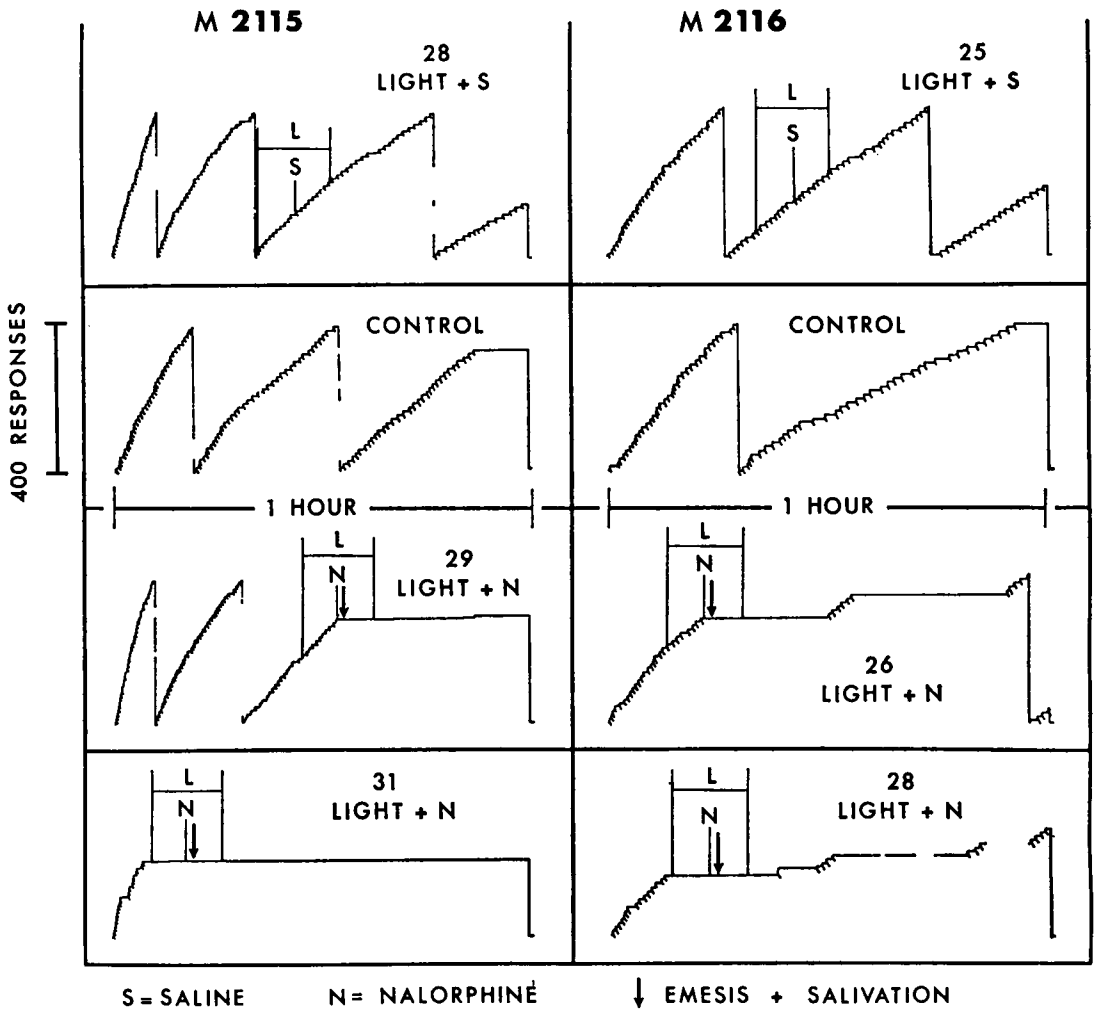 M 2115
M 2116
28
LIGHT + S
L
S
25
LIGHT + S
L
S
400 RESPONSES
CONTROL
CONTROL
1 HOUR
1 HOUR
L
N
29
LIGHT + N
L
N
26
LIGHT + N
L
N
31
LIGHT + N
L
N
28
LIGHT + N
S = SALINE
N = NALORPHINE
↓ EMESIS + SALIVATION